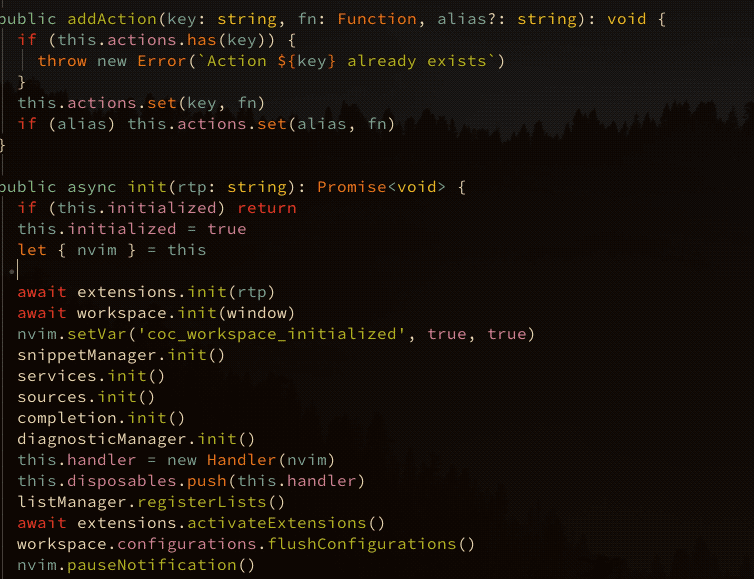 public addAction(key: string, fn: Function, alias?: string): void {
if (this.actions.has(key)) {
throw new Error(`Action ${key} already exists`)
}
this.actions.set(key, fn)
if (alias) this.actions.set(alias, fn)
}
public async init(rtp: string): Promise<void> {
if (this.initialized) return
this.initialized = true
let { nvim } = this
await extensions.init(rtp)
await workspace.init(window)
nvim.setVar('coc_workspace_initialized', true, true)
snippetManager.init()
services.init()
sources.init()
completion.init()
diagnosticManager.init()
this.handler = new Handler(nvim)
this.disposables.push(this.handler)
listManager.registerLists()
await extensions.activateExtensions()
workspace.configurations.flushConfigurations()
nvim.pauseNotification()